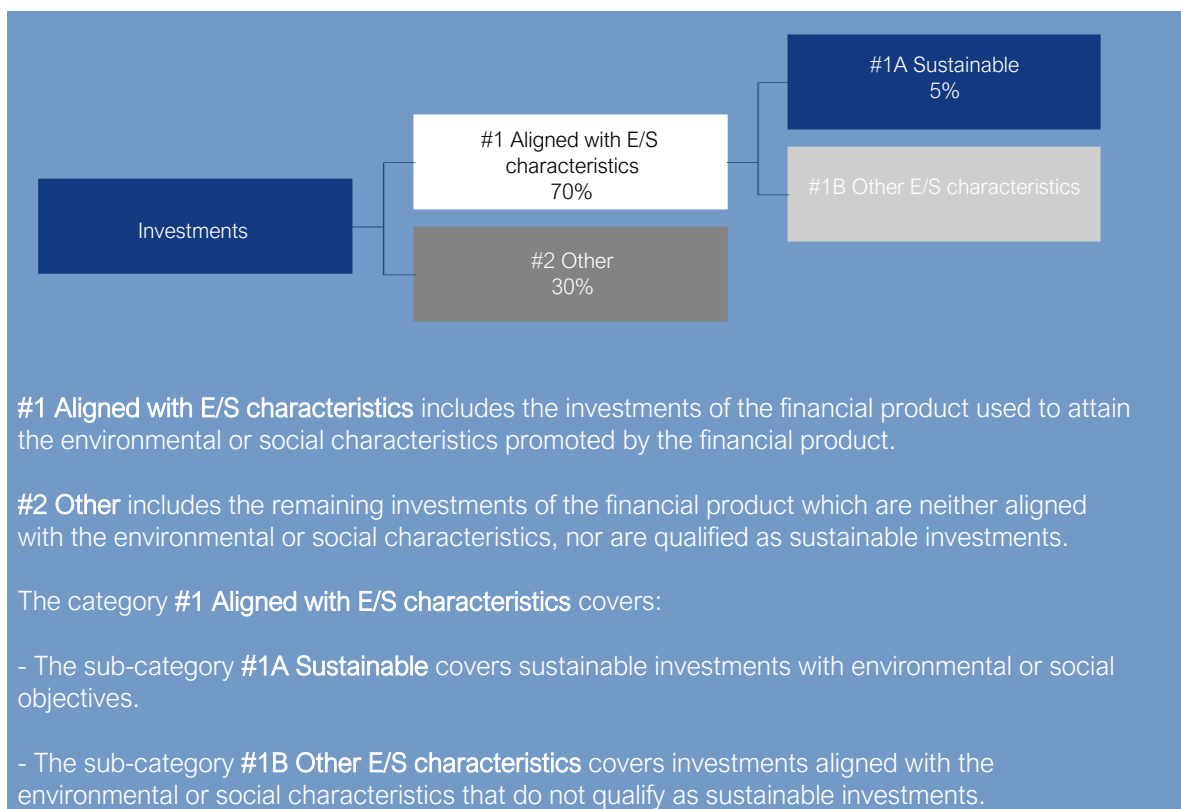 #1A Sustainable
5%
#1 Aligned with E/S
characteristics
70%
#1B Other E/S characteristics
Investments
#2 Other
30%
#1 Aligned with E/S characteristics includes the investments of the financial product used to attain
the environmental or social characteristics promoted by the financial product.
#2 Other includes the remaining investments of the financial product which are neither aligned
with the environmental or social characteristics, nor are qualified as sustainable investments.
The category #1 Aligned with E/S characteristics covers:
- The sub-category #1A Sustainable covers sustainable investments with environmental or social
objectives.
- The sub-category #1B Other E/S characteristics covers investments aligned with the
environmental or social characteristics that do not qualify as sustainable investments.